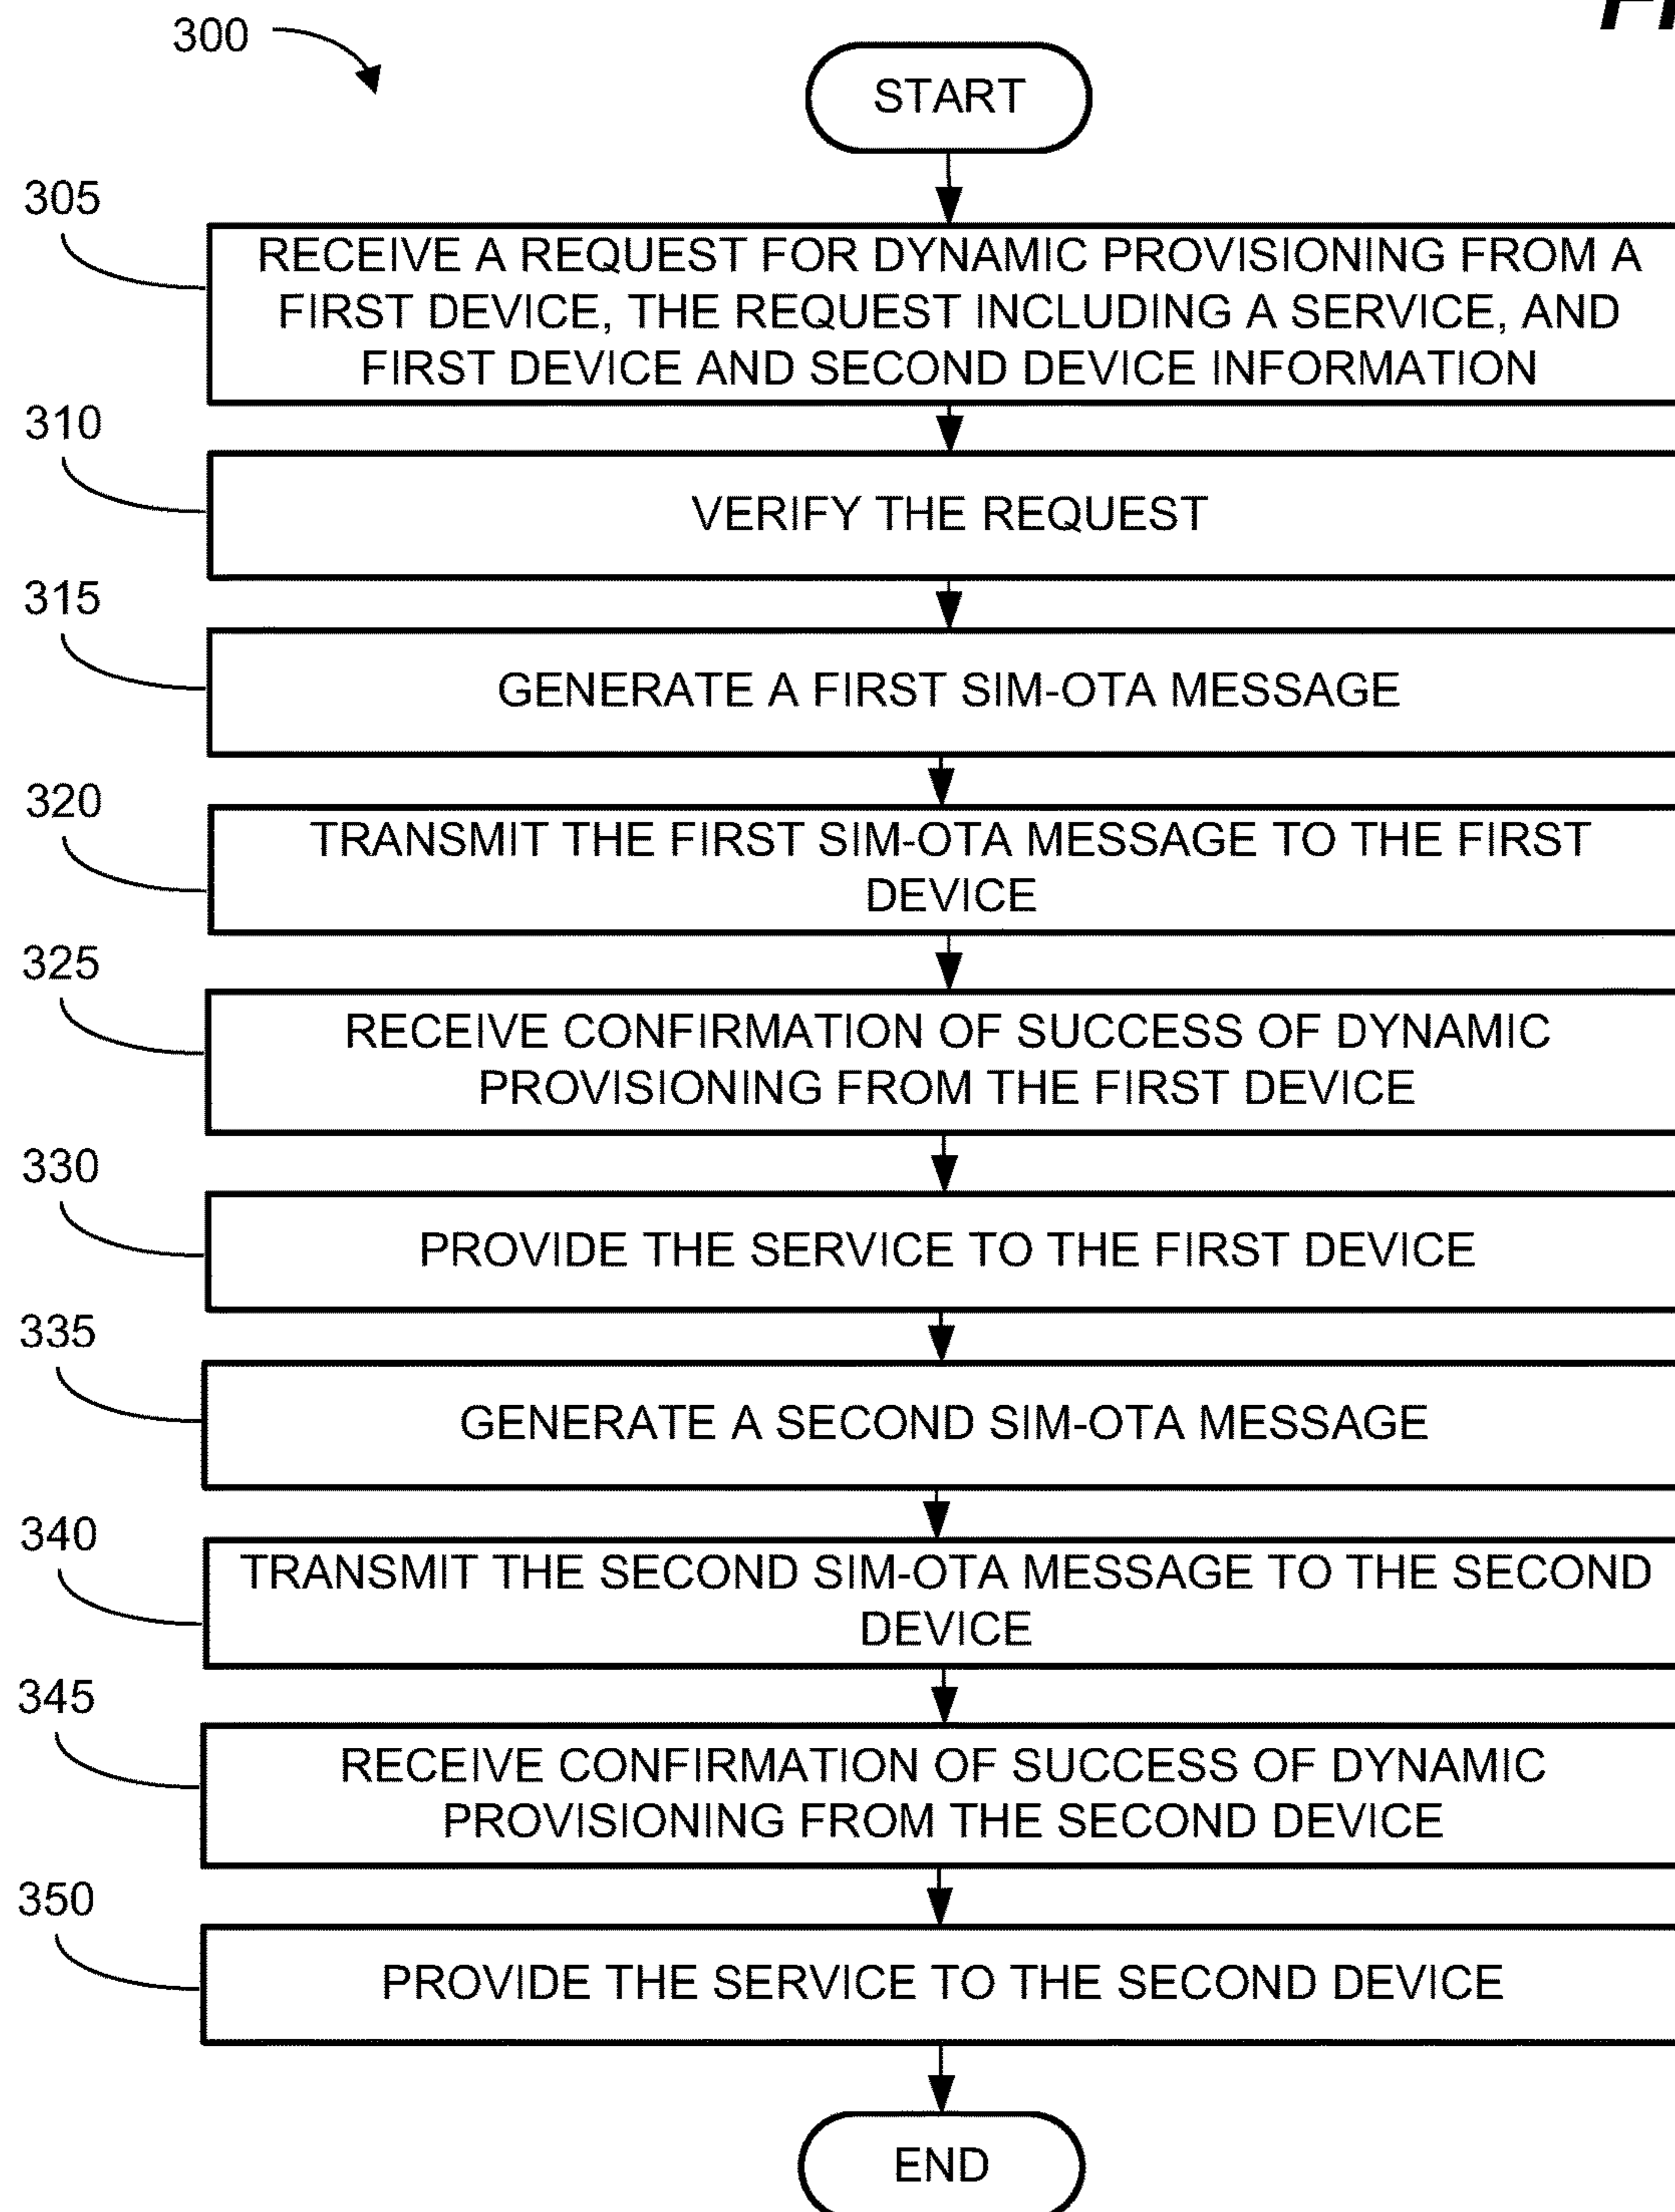 300
START
305
RECEIVE A REQUEST FOR DYNAMIC PROVISIONING FROM A
FIRST DEVICE, THE REQUEST INCLUDING A SERVICE, AND
FIRST DEVICE AND SECOND DEVICE INFORMATION
310
VERIFY THE REQUEST
315
GENERATE A FIRST SIM-OTA MESSAGE
320
TRANSMIT THE FIRST SIM-OTA MESSAGE TO THE FIRST
DEVICE
325
RECEIVE CONFIRMATION OF SUCCESS OF DYNAMIC
PROVISIONING FROM THE FIRST DEVICE
330
PROVIDE THE SERVICE TO THE FIRST DEVICE
335
GENERATE A SECOND SIM-OTA MESSAGE
340
TRANSMIT THE SECOND SIM-OTA MESSAGE TO THE SECOND
DEVICE
345
RECEIVE CONFIRMATION OF SUCCESS OF DYNAMIC
PROVISIONING FROM THE SECOND DEVICE
350
PROVIDE THE SERVICE TO THE SECOND DEVICE
END